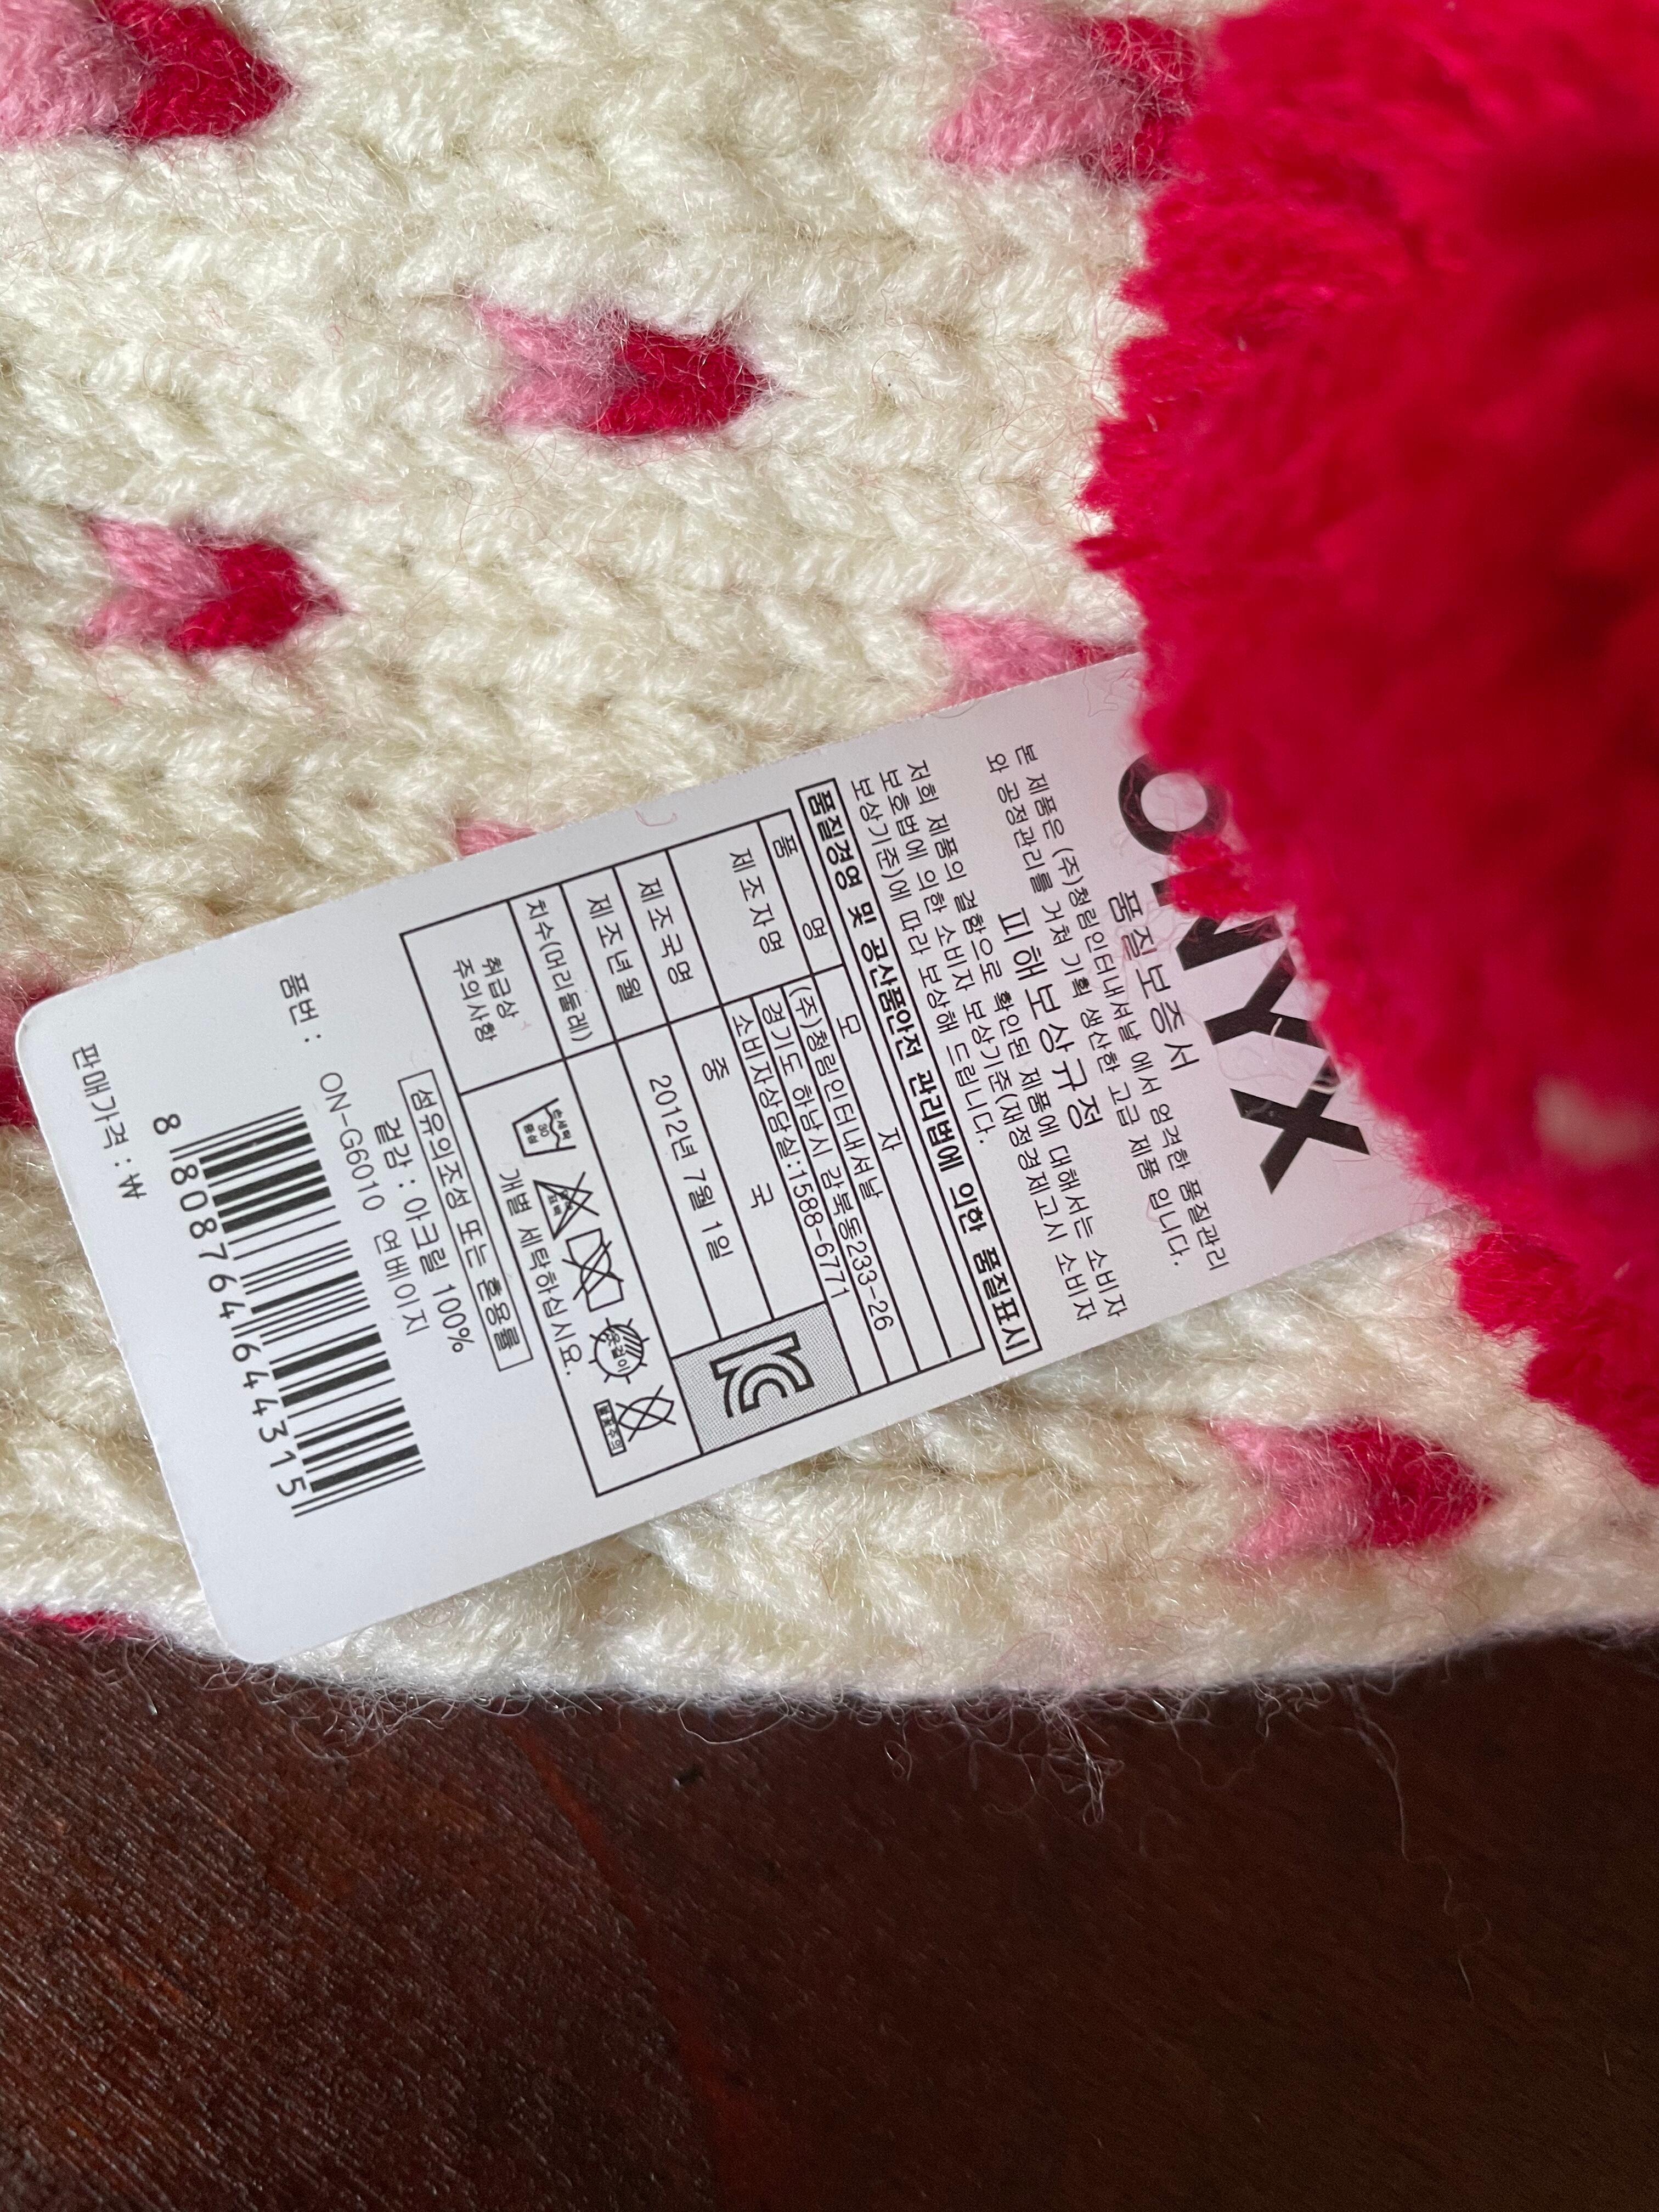 ONYX
품질보증서
본 제품은 (주)청림인터내셔날 에서 엄격한 품질관리
와 공정관리를 거쳐 기획 생산한 고급 제품 입니다.
피해보상규정
저희 제품의 결함으로 확인된 제품에 대해서는 소비자
보호법에 의한 소비자 보상기준(재정경제고시 소비자
보상기준)에 따라 보상해 드립니다.
품질경영 및 공산품안전 관리법에 의한 품질표시
품 명 모 자
제조자명 (주)청림인터내셔날
경기도 하남시 감북동233-26
소비자상담실:1588-6771
제조국명 중 국
제조년월 2012년 7월 1일
치수(머리둘레)
취급상
주의사항
개별 세탁하십시요.
섬유의조성 또는 혼용률
겉감 : 아크릴 100%
품번 : ON-G6010 연베이지
8 808764 644315
판매가격 : ₩